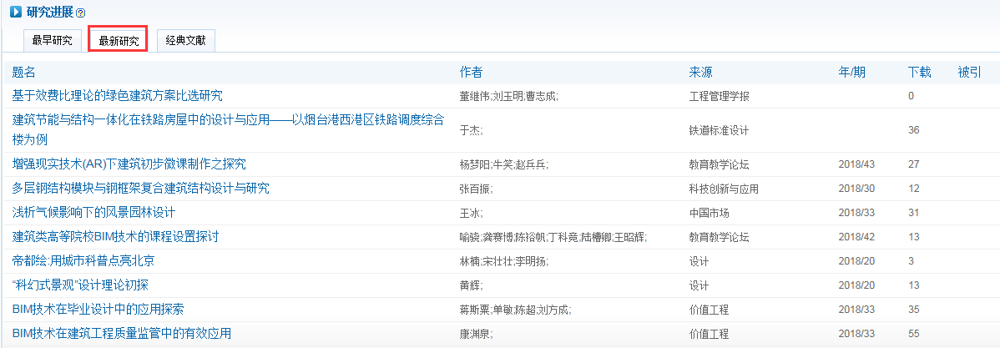 研究进展
最早研究 最新研究 经典文献
题名 作者 来源 年/期 下载 被引
基于效费比理论的绿色建筑方案比选研究 董继伟;刘玉明;曹志成; 工程管理学报 0
建筑节能与结构一体化在铁路房屋中的设计与应用——以烟台港西港区铁路调度综合
楼为例 于杰; 铁道标准设计 36
增强现实技术(AR)下建筑初步微课制作之探究 杨梦阳;牛笑;赵兵兵; 教育教学论坛 2018/43 27
多层钢结构模块与钢框架复合建筑结构设计与研究 张百振; 科技创新与应用 2018/30 12
浅析气候影响下的风景园林设计 王冰; 中国市场 2018/33 31
建筑类高等院校BIM技术的课程设置探讨 喻骁;龚赛博;陈裕帆;丁科竞;陆槽卿;王昭辉; 教育教学论坛 2018/42 13
帝都绘:用城市科普点亮北京 林楠;宋壮壮;李明扬; 设计 2018/20 3
“科幻式景观”设计理论初探 黄辉; 设计 2018/20 13
BIM技术在毕业设计中的应用探索 蒋斯粟;单敏;陈超;刘方成; 价值工程 2018/33 35
BIM技术在建筑工程质量监管中的有效应用 康渊泉; 价值工程 2018/33 55